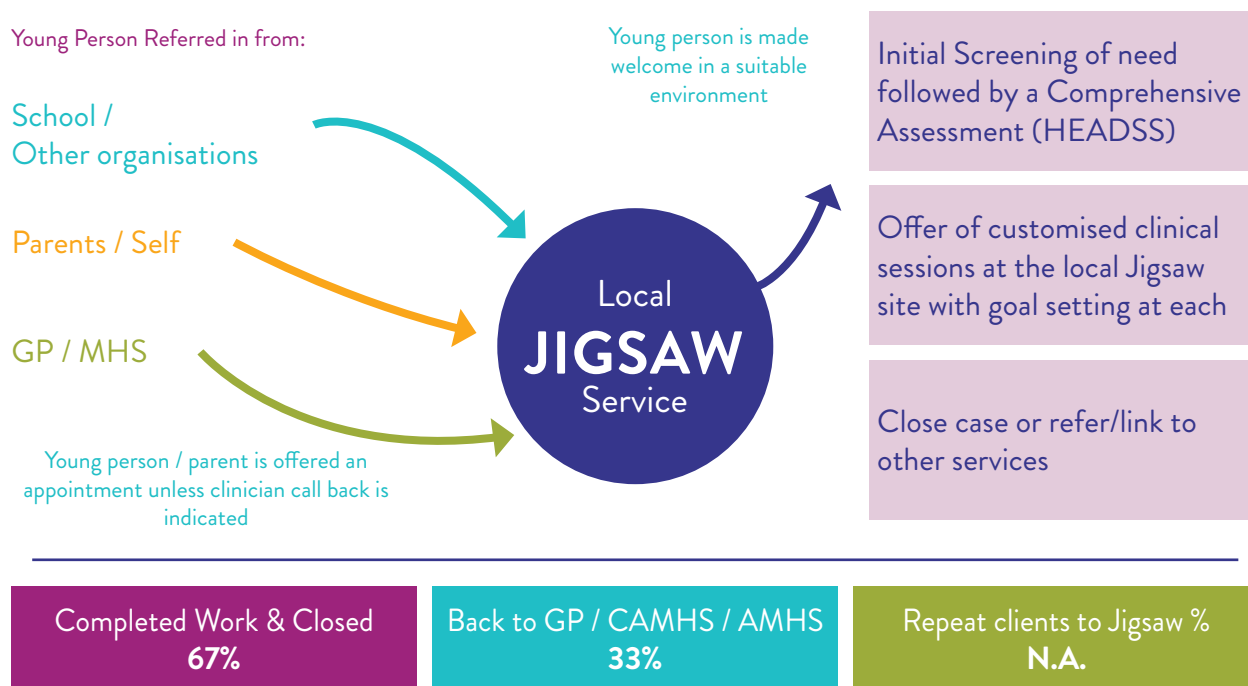 Young Person Referred in from:
School /
Other organisations
Parents / Self
GP / MHS
Young person / parent is offered an
appointment unless clinician call back is
indicated
Young person is made
welcome in a suitable
environment
Local
JIGSAW
Service
Initial Screening of need
followed by a Comprehensive
Assessment (HEADSS)
Offer of customised clinical
sessions at the local Jigsaw
site with goal setting at each
Close case or refer/link to
other services
Completed Work & Closed
67%
Back to GP / CAMHS / AMHS
33%
Repeat clients to Jigsaw %
N.A.